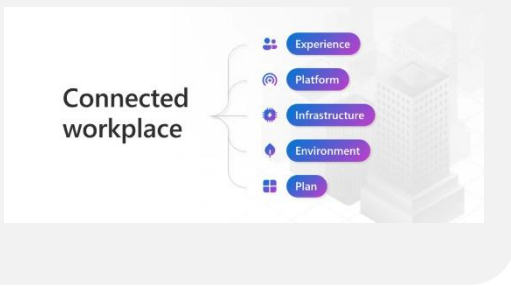 Connected
workplace
Experience
Platform
Infrastructure
Environment
Plan